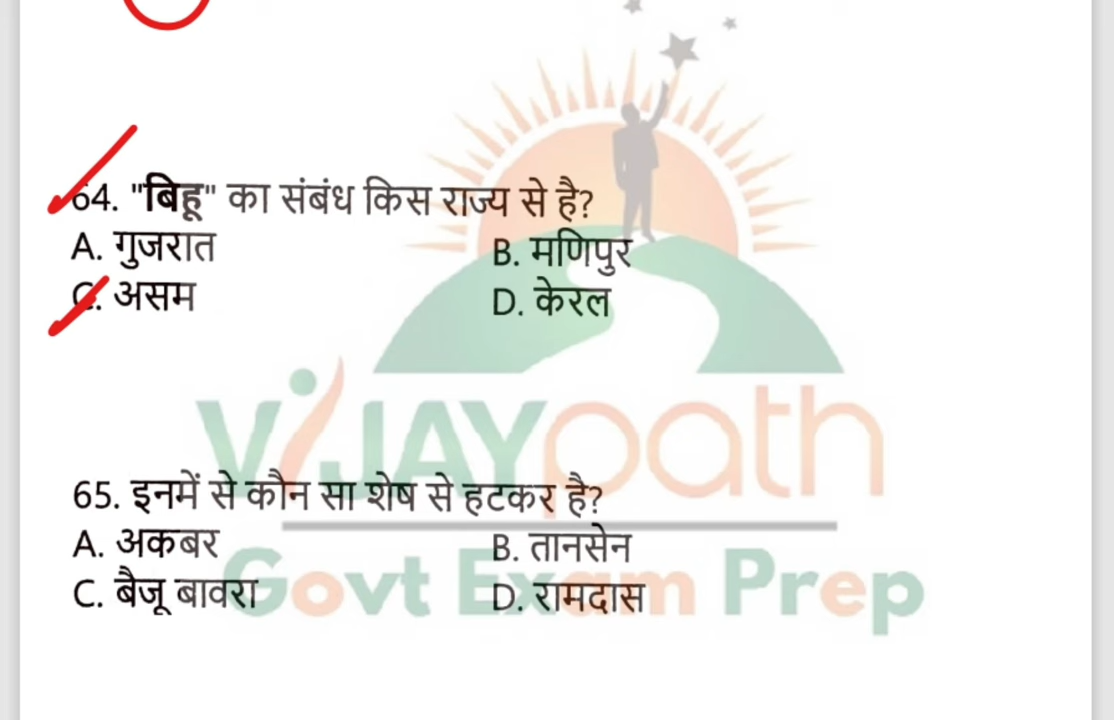 64. "बिहू" का संबंध किस राज्य से है?
A. गुजरात B. मणिपुर
C. असम D. केरल
VIJAYpath
65. इनमें से कौन सा शेष से हटकर है?
A. अकबर B. तानसेन
C. बैजू बावरा D. रामदास
Govt Exam Prep